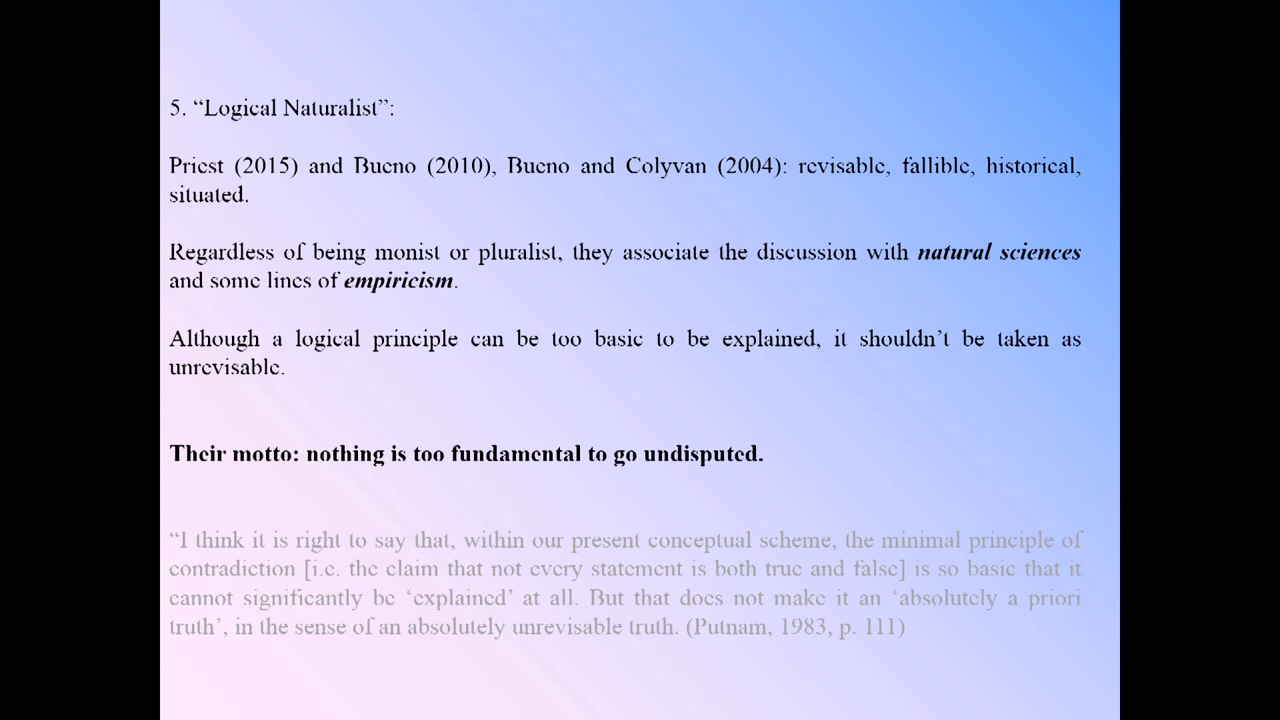 5. “Logical Naturalist”:
Priest (2015) and Bueno (2010), Bueno and Colyvan (2004): revisable, fallible, historical,
situated.
Regardless of being monist or pluralist, they associate the discussion with natural sciences
and some lines of empiricism.
Although a logical principle can be too basic to be explained, it shouldn’t be taken as
unrevisable.
Their motto: nothing is too fundamental to go undisputed.
“I think it is right to say that, within our present conceptual scheme, the minimal principle of
contradiction [i.e. the claim that not every statement is both true and false] is so basic that it
cannot significantly be ‘explained’ at all. But that does not make it an ‘absolutely a priori
truth’, in the sense of an absolutely unrevisable truth. (Putnam, 1983, p. 111)